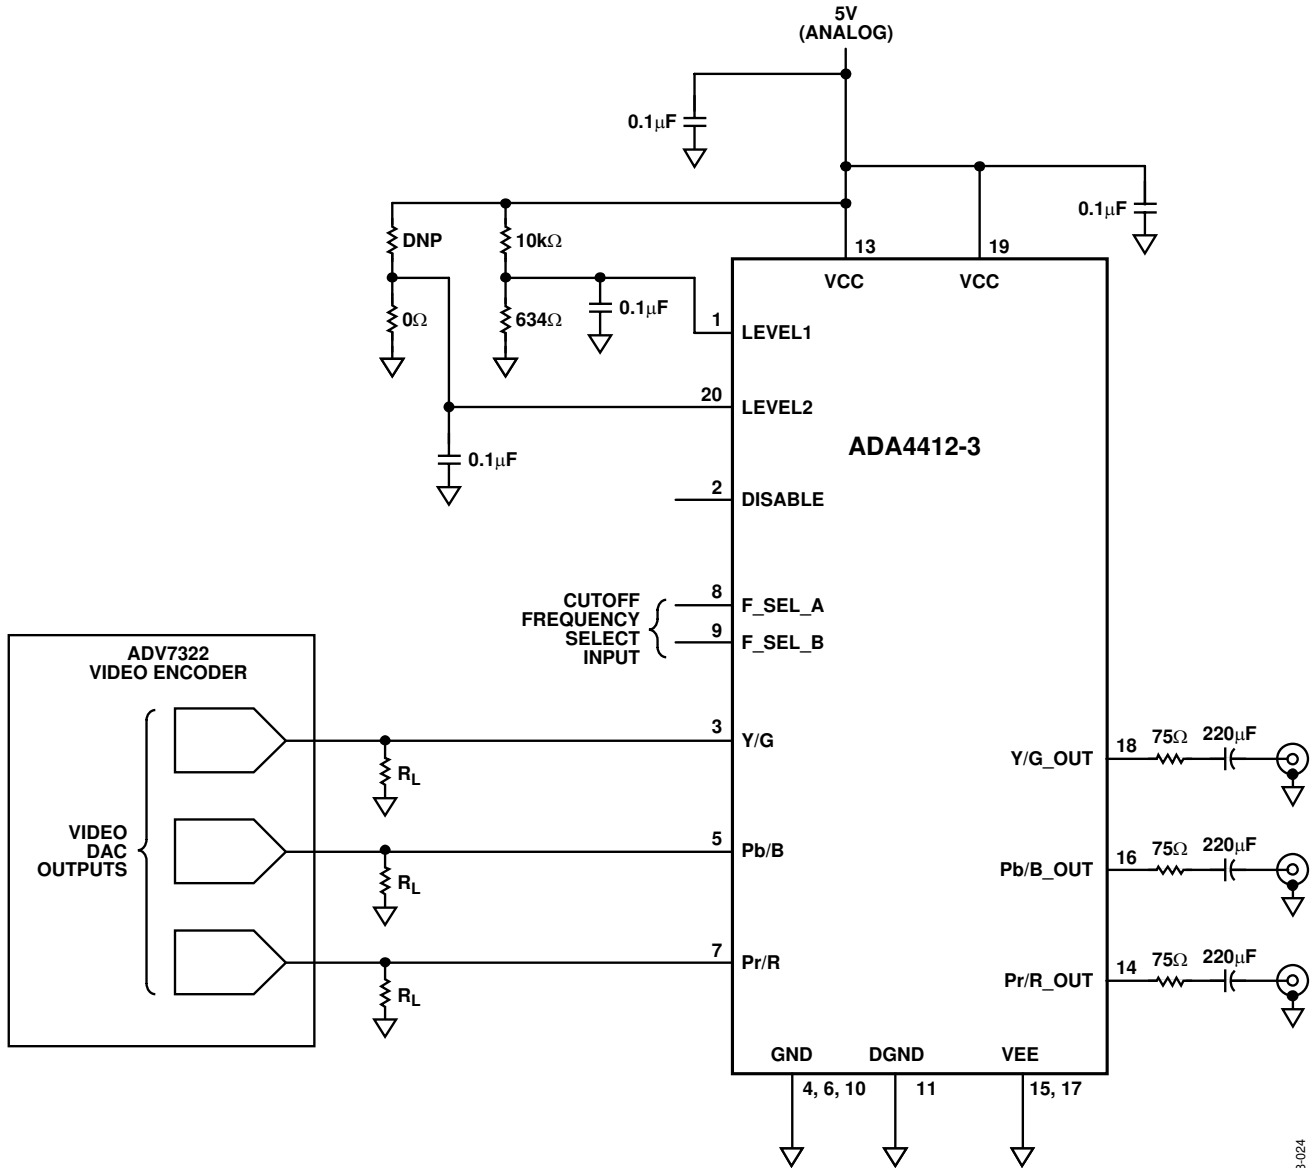 5V
(ANALOG)
0.1μF
0.1μF
DNP
10kΩ
13
19
VCC
VCC
0Ω
634Ω
0.1μF
1
LEVEL1
20
LEVEL2
ADA4412-3
0.1μF
2
DISABLE
CUTOFF
FREQUENCY
SELECT
INPUT
8
F_SEL_A
9
F_SEL_B
ADV7322
VIDEO ENCODER
3
Y/G
RL
Y/G_OUT
18
75Ω
220μF
VIDEO
DAC
OUTPUTS
5
Pb/B
RL
Pb/B_OUT
16
75Ω
220μF
7
Pr/R
RL
Pr/R_OUT
14
75Ω
220μF
GND
DGND
VEE
4, 6, 10
11
15, 17